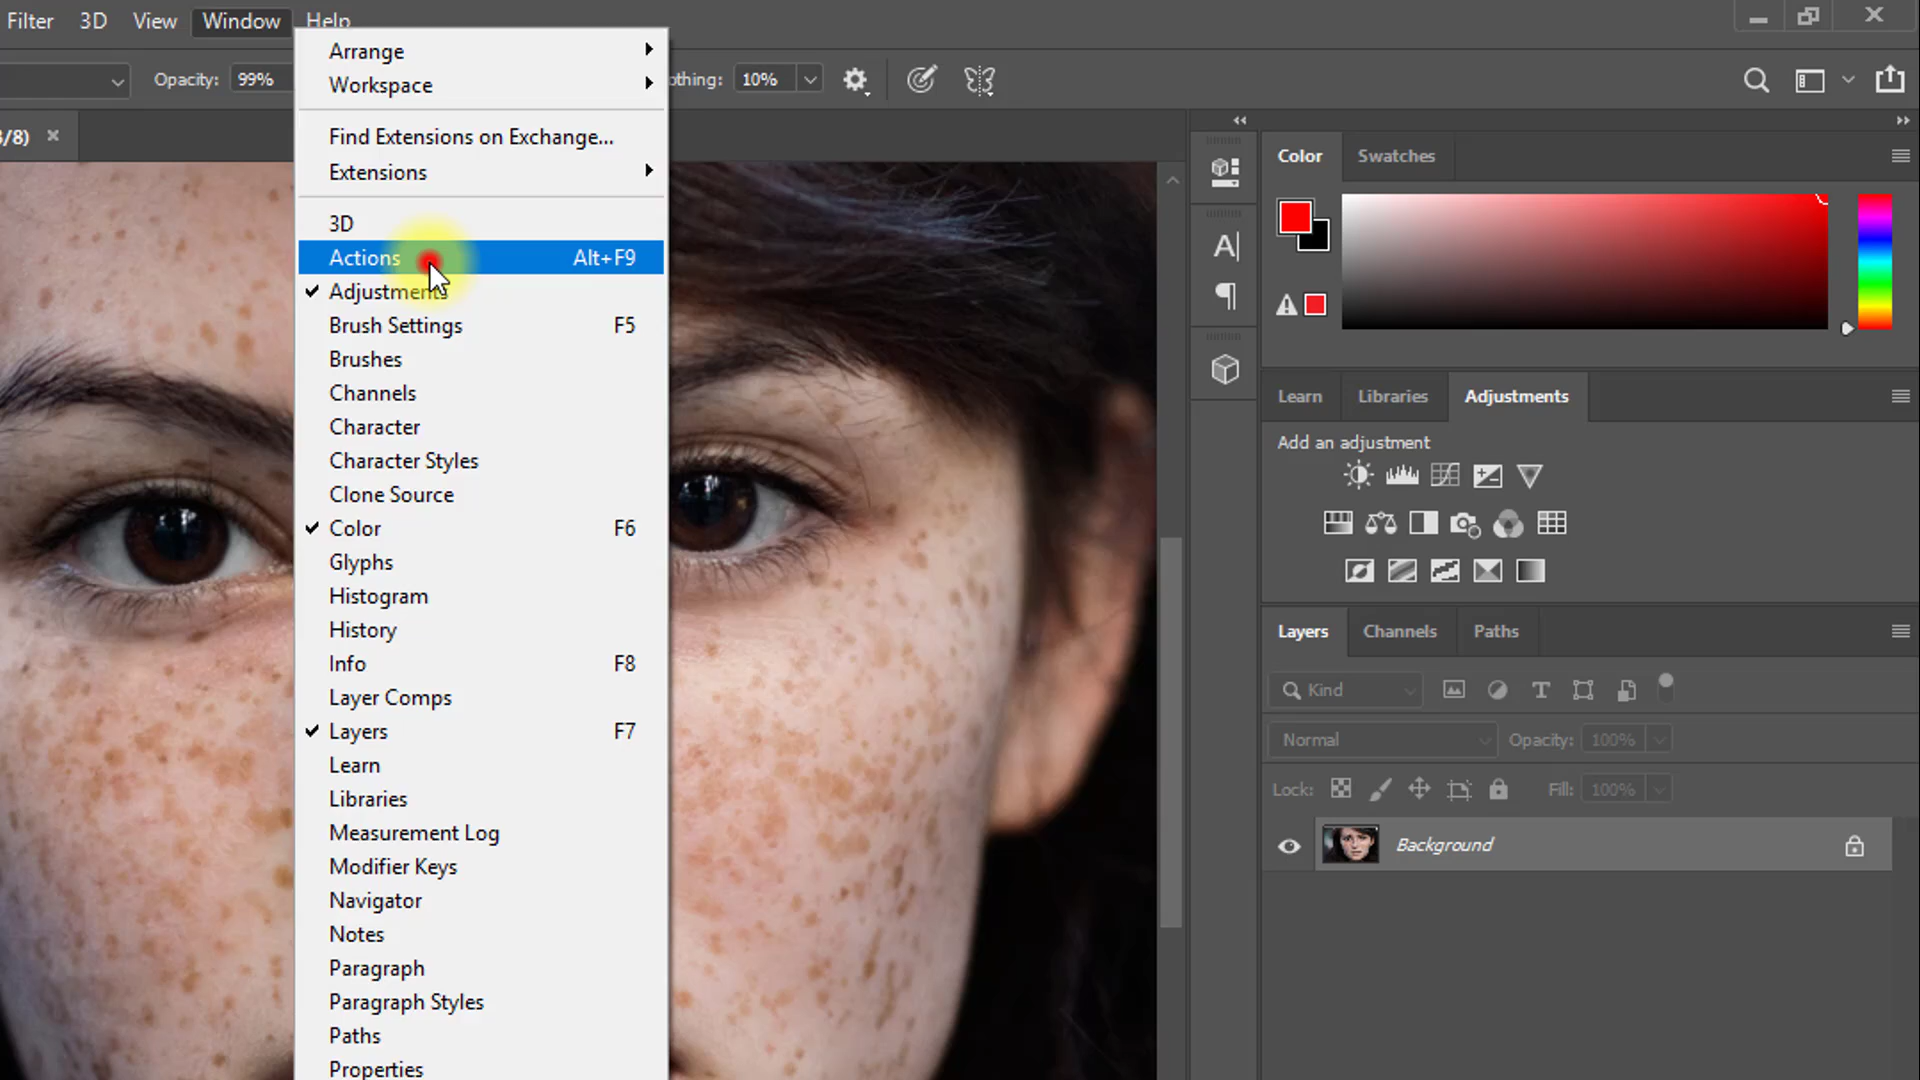 Filter 3D View Window Help
Opacity: 99% othing: 10%
3/8)
Arrange
Workspace
Find Extensions on Exchange...
Extensions
3D
Actions Alt+F9
Adjustments
Brush Settings F5
Brushes
Channels
Character
Character Styles
Clone Source
Color F6
Glyphs
Histogram
History
Info F8
Layer Comps
Layers F7
Learn
Libraries
Measurement Log
Modifier Keys
Navigator
Notes
Paragraph
Paragraph Styles
Paths
Properties
Color Swatches
Learn Libraries Adjustments
Add an adjustment
Layers Channels Paths
Kind
Normal Opacity: 100%
Lock: Fill: 100%
Background